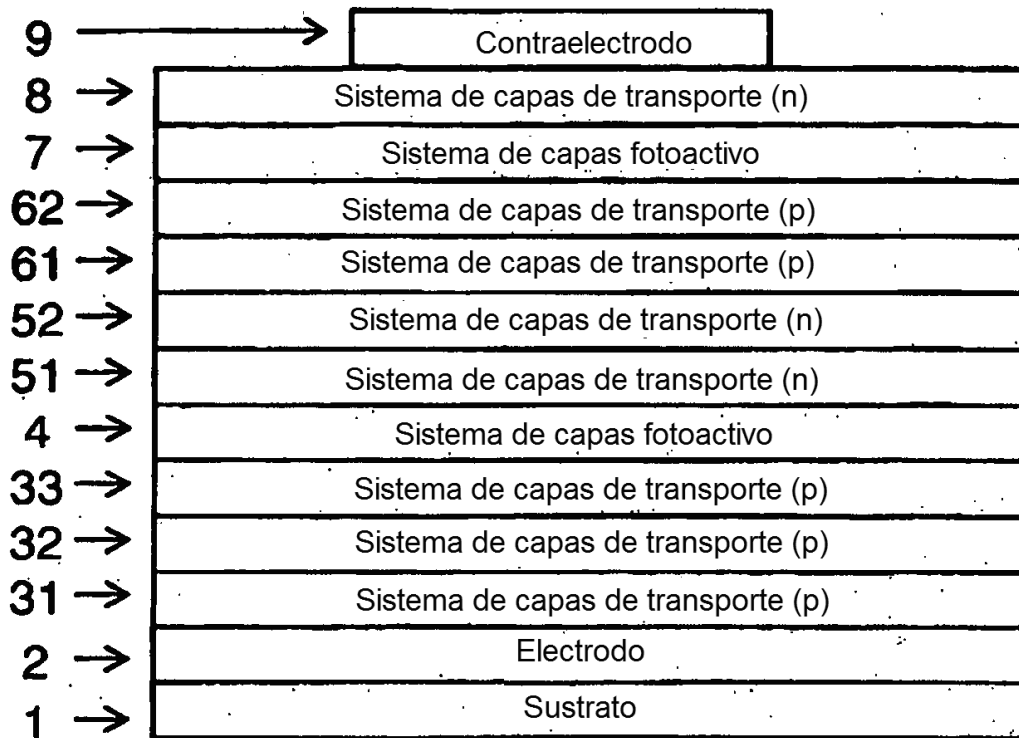 9 Contraelectrodo
8 Sistema de capas de transporte (n)
7 Sistema de capas fotoactivo
62 Sistema de capas de transporte (p)
61 Sistema de capas de transporte (p)
52 Sistema de capas de transporte (n)
51 Sistema de capas de transporte (n)
4 Sistema de capas fotoactivo
33 Sistema de capas de transporte (p)
32 Sistema de capas de transporte (p)
31 Sistema de capas de transporte (p)
2 Electrodo
1 Sustrato